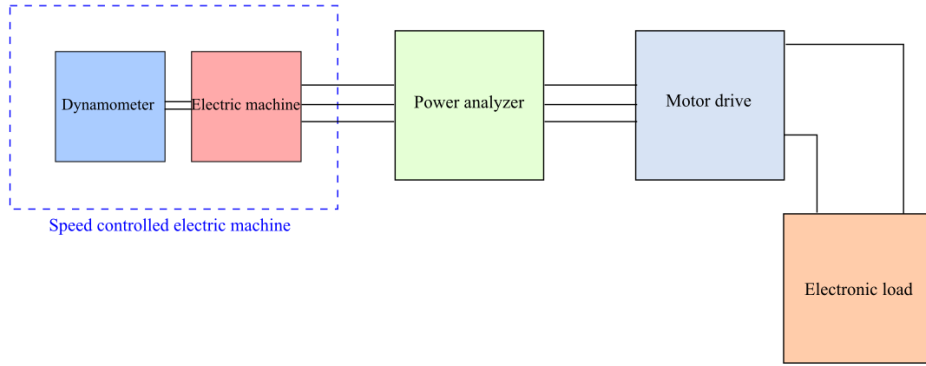 Dynamometer
Electric machine
Power analyzer
Motor drive
Speed controlled electric machine
Electronic load